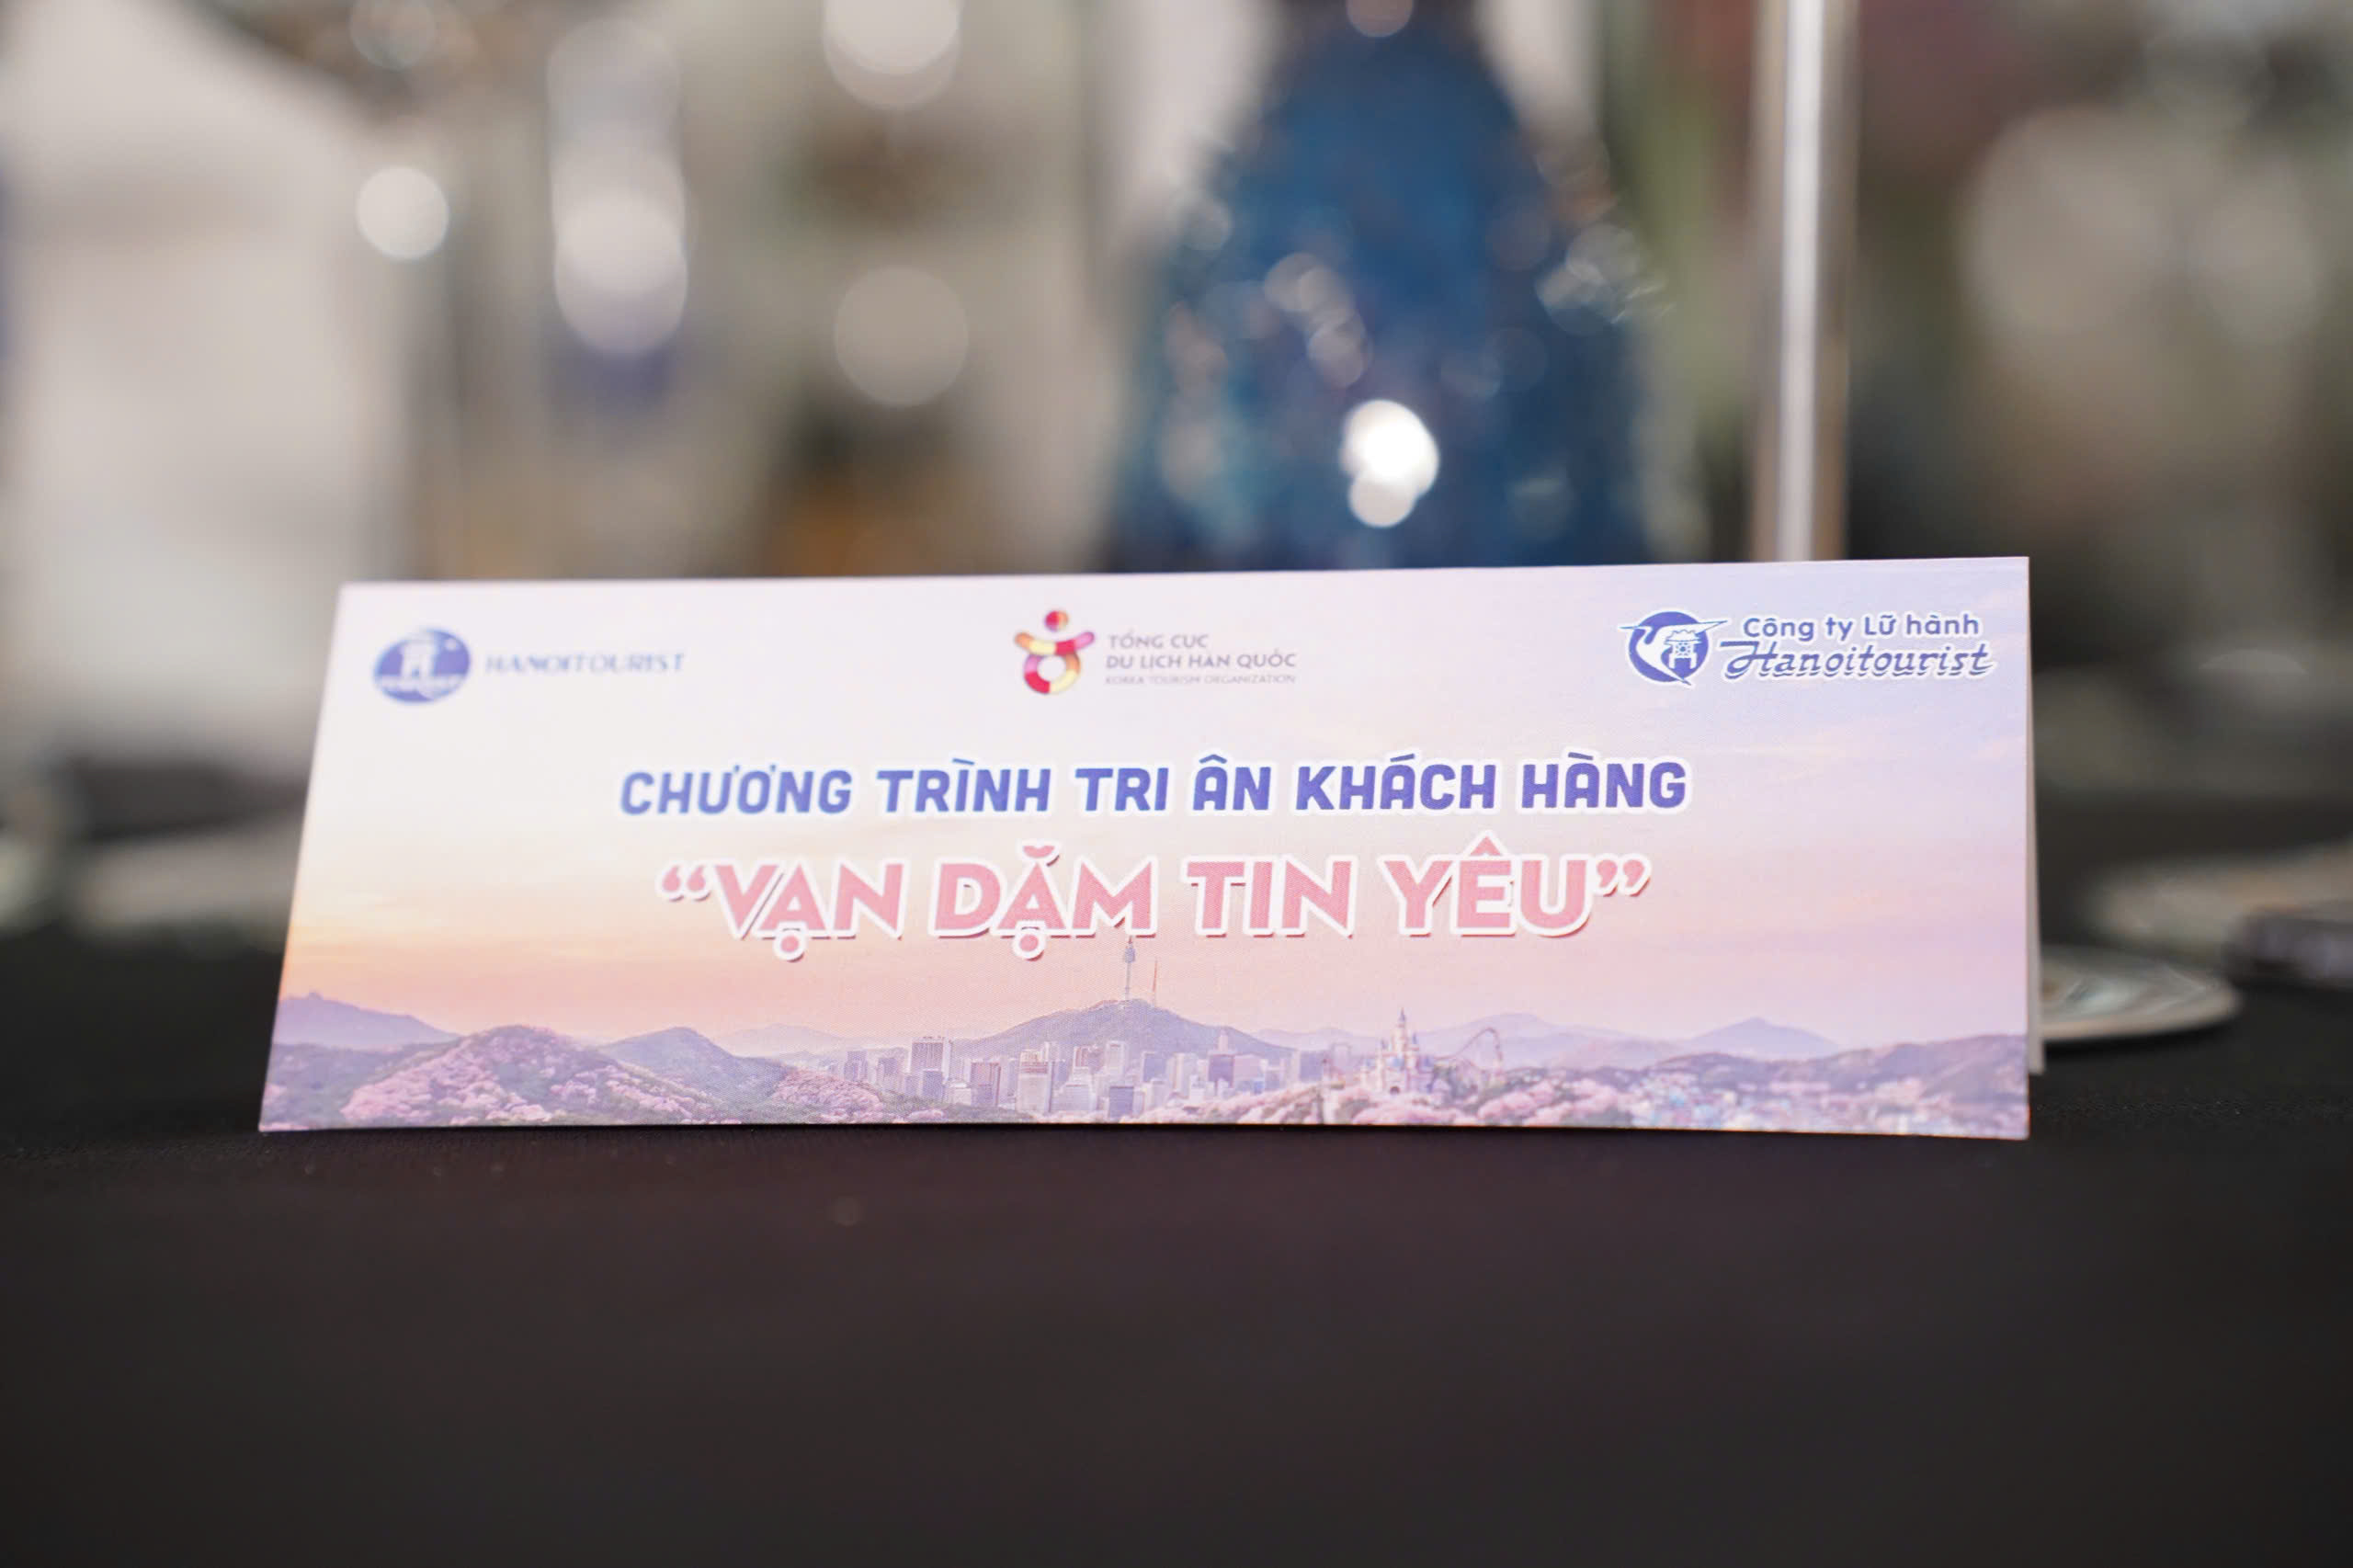 HANOITOURIST
TỔNG CỤC
DU LỊCH HÀN QUỐC
KOREA TOURISM ORGANIZATION
Công ty Lữ hành
Hanoitourist
CHƯƠNG TRÌNH TRI ÂN KHÁCH HÀNG
“VẠN DẶM TIN YÊU”